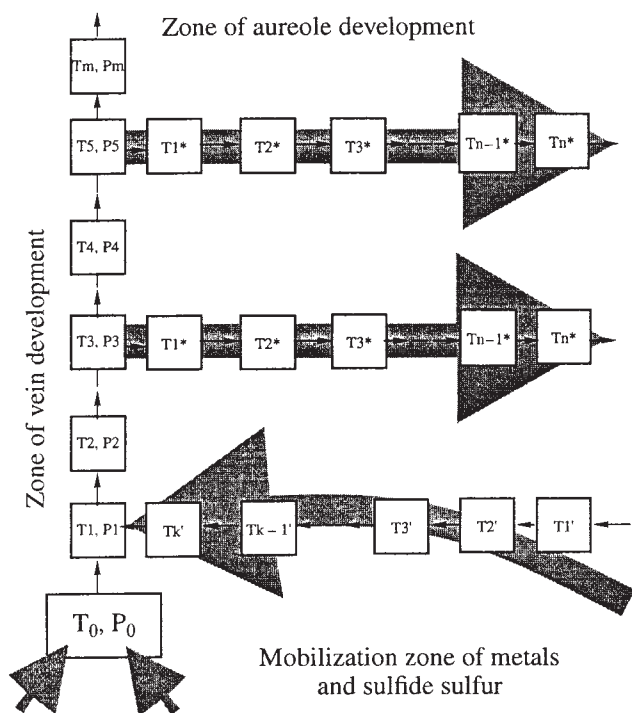 Zone of aureole development
Tm, Pm
T5, P5 T1* T2* T3* Tn-1* Tn*
T4, P4
T3, P3 T1* T2* T3* Tn-1* Tn*
T2, P2
T1, P1 Tk' Tk-1' T3' T2' T1'
T₀, P₀
Zone of vein development
Mobilization zone of metals
and sulfide sulfur